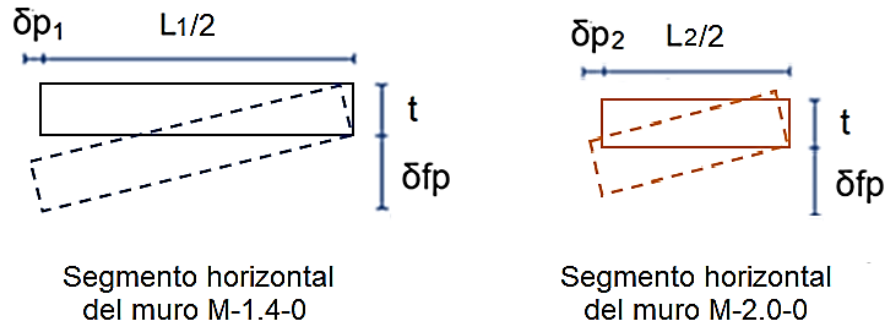 δp₁ L₁/2
t
δfp
Segmento horizontal
del muro M-1.4-0
δp₂ L₂/2
t
δfp
Segmento horizontal
del muro M-2.0-0